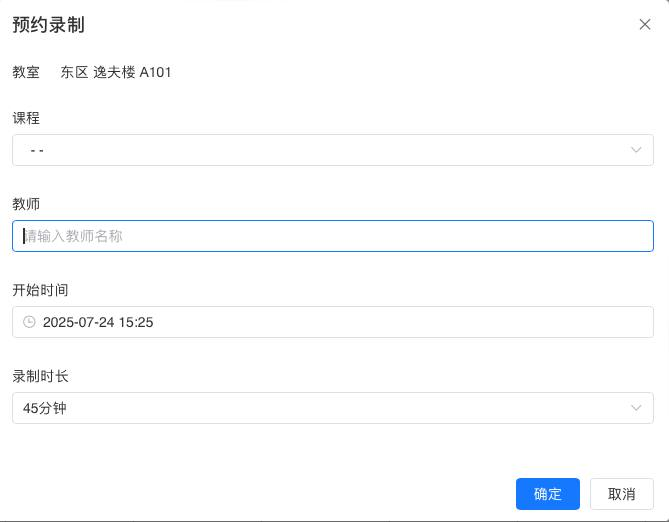 预约录制
教室 东区 逸夫楼 A101
课程
- -
教师
请输入教师名称
开始时间
2025-07-24 15:25
录制时长
45分钟
确定 取消